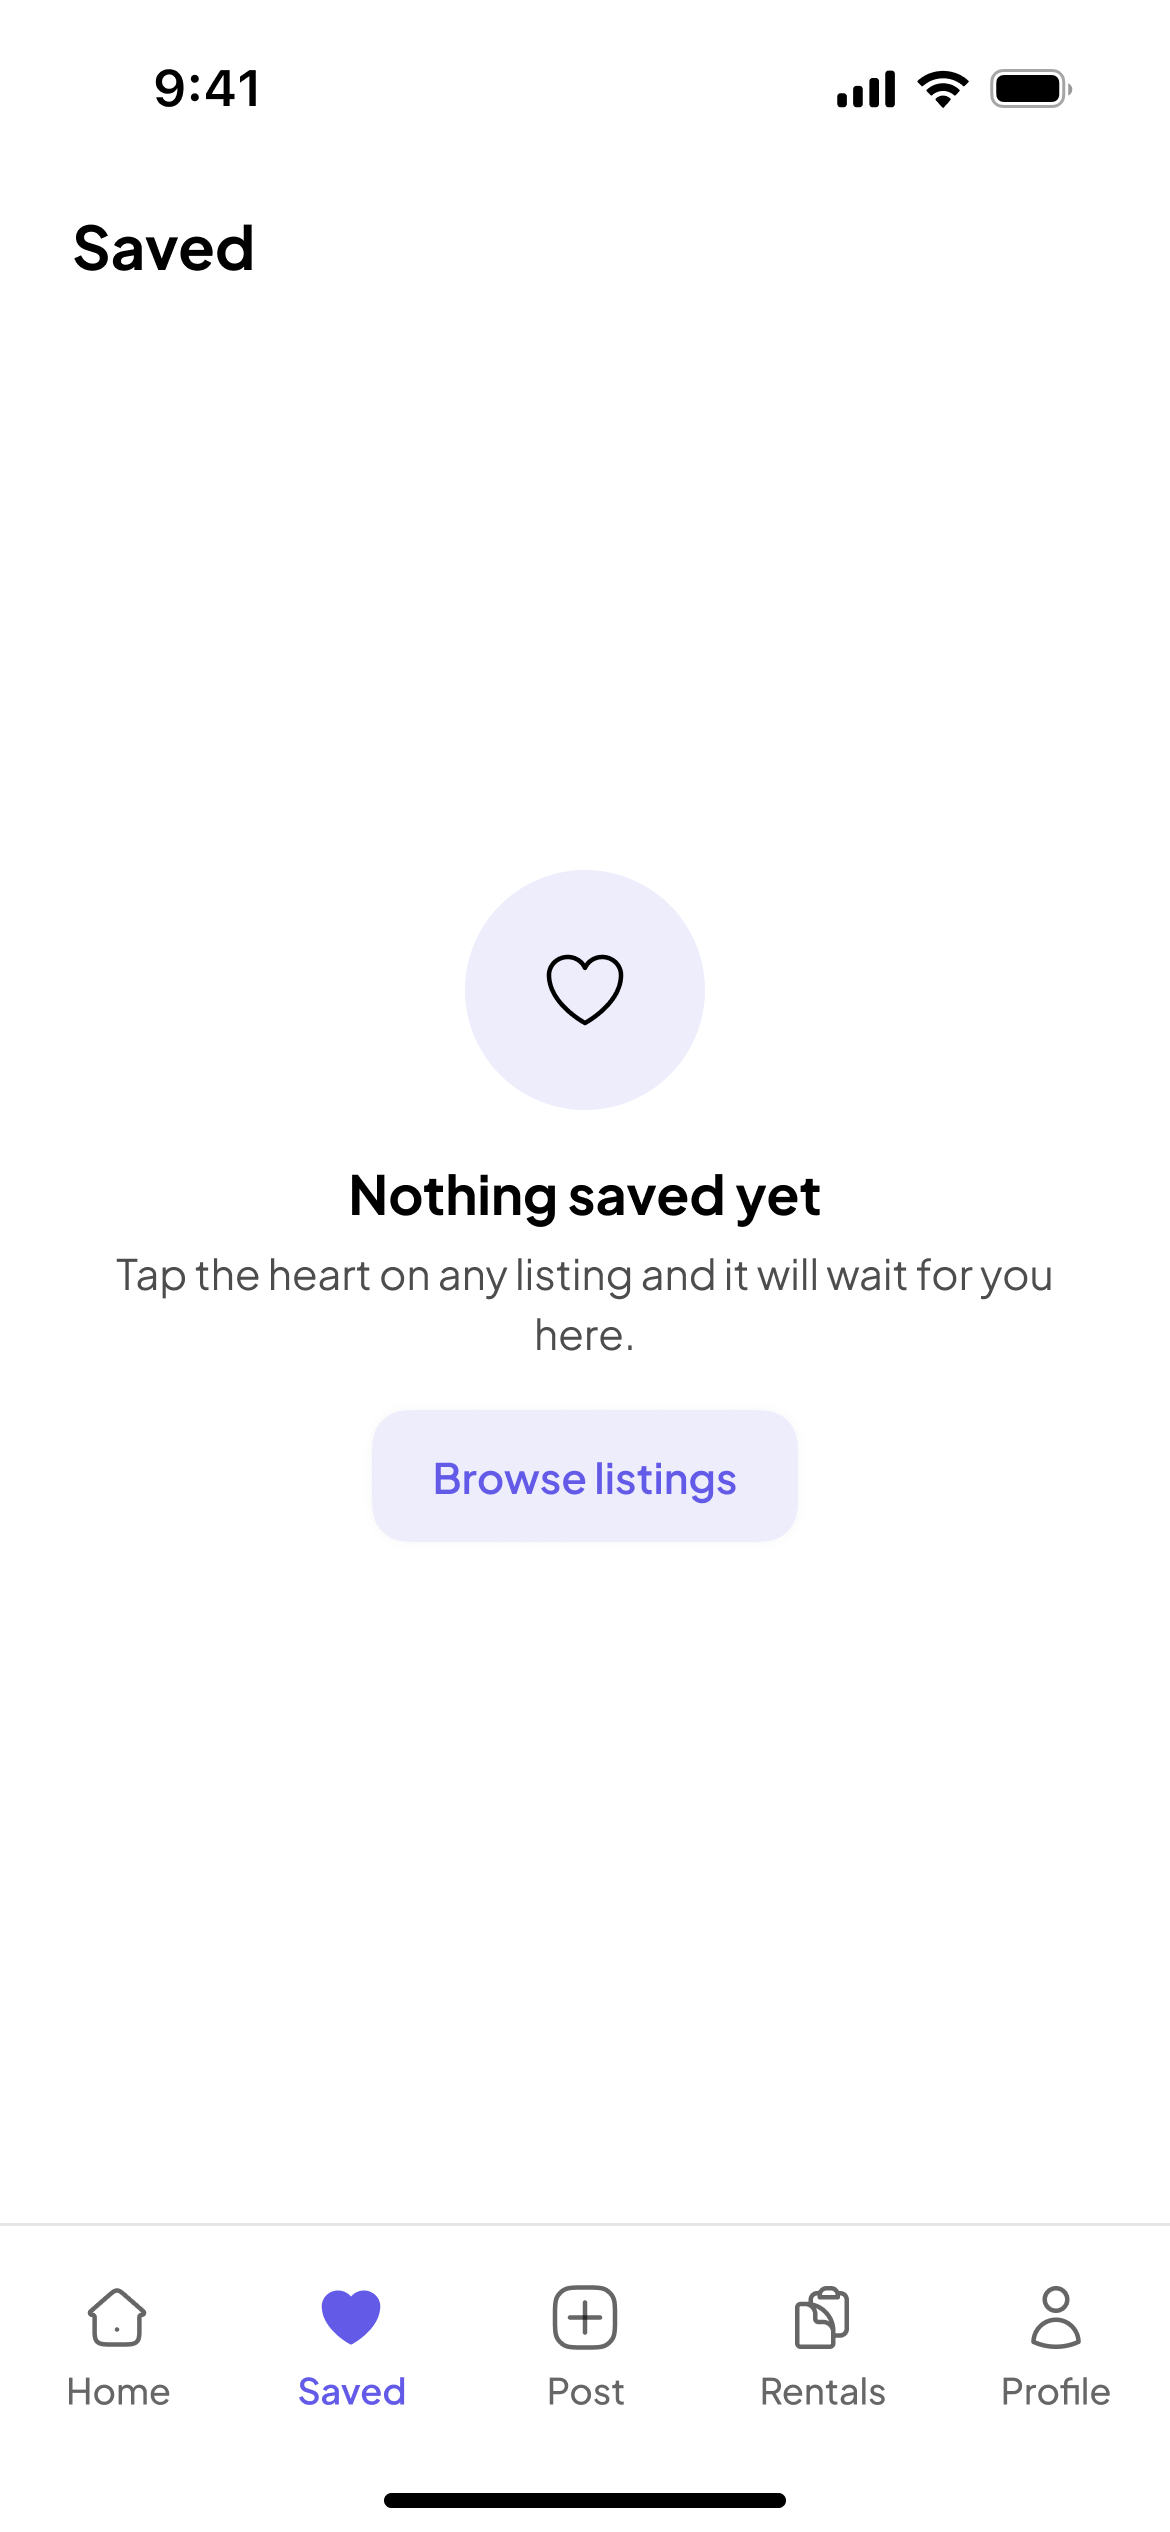 9:41
Saved
Nothing saved yet
Tap the heart on any listing and it will wait for you
here.
Browse listings
Home
Saved
Post
Rentals
Profile